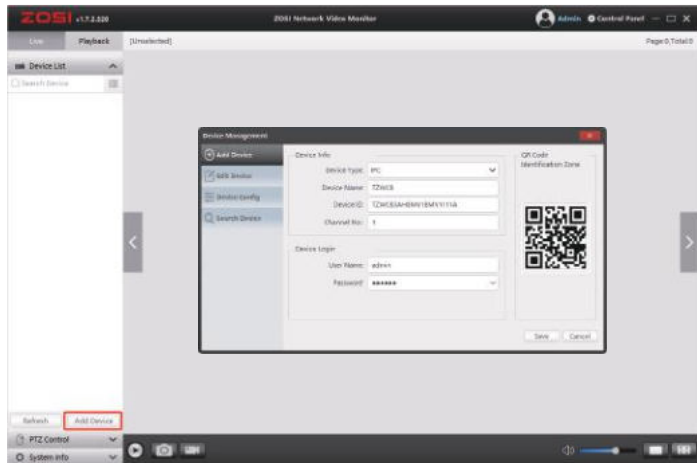 ZOSI v1.7.2.520
ZOSI Network Video Monitor
Admin
Control Panel
Live
Playback
[Unselected]
Page:0,Total:0
Device List
Search Device
Device Management
Add Device
Edit Device
Device Config
Search Device
Device Info
Device Type: IPC
Device Name: TZWCB
Device ID:
Channel No.: 1
Device Login
User Name: admin
Password: ●●●●●●
QR Code
Identification Zone
Save
Cancel
Refresh
Add Device
PTZ Control
System info